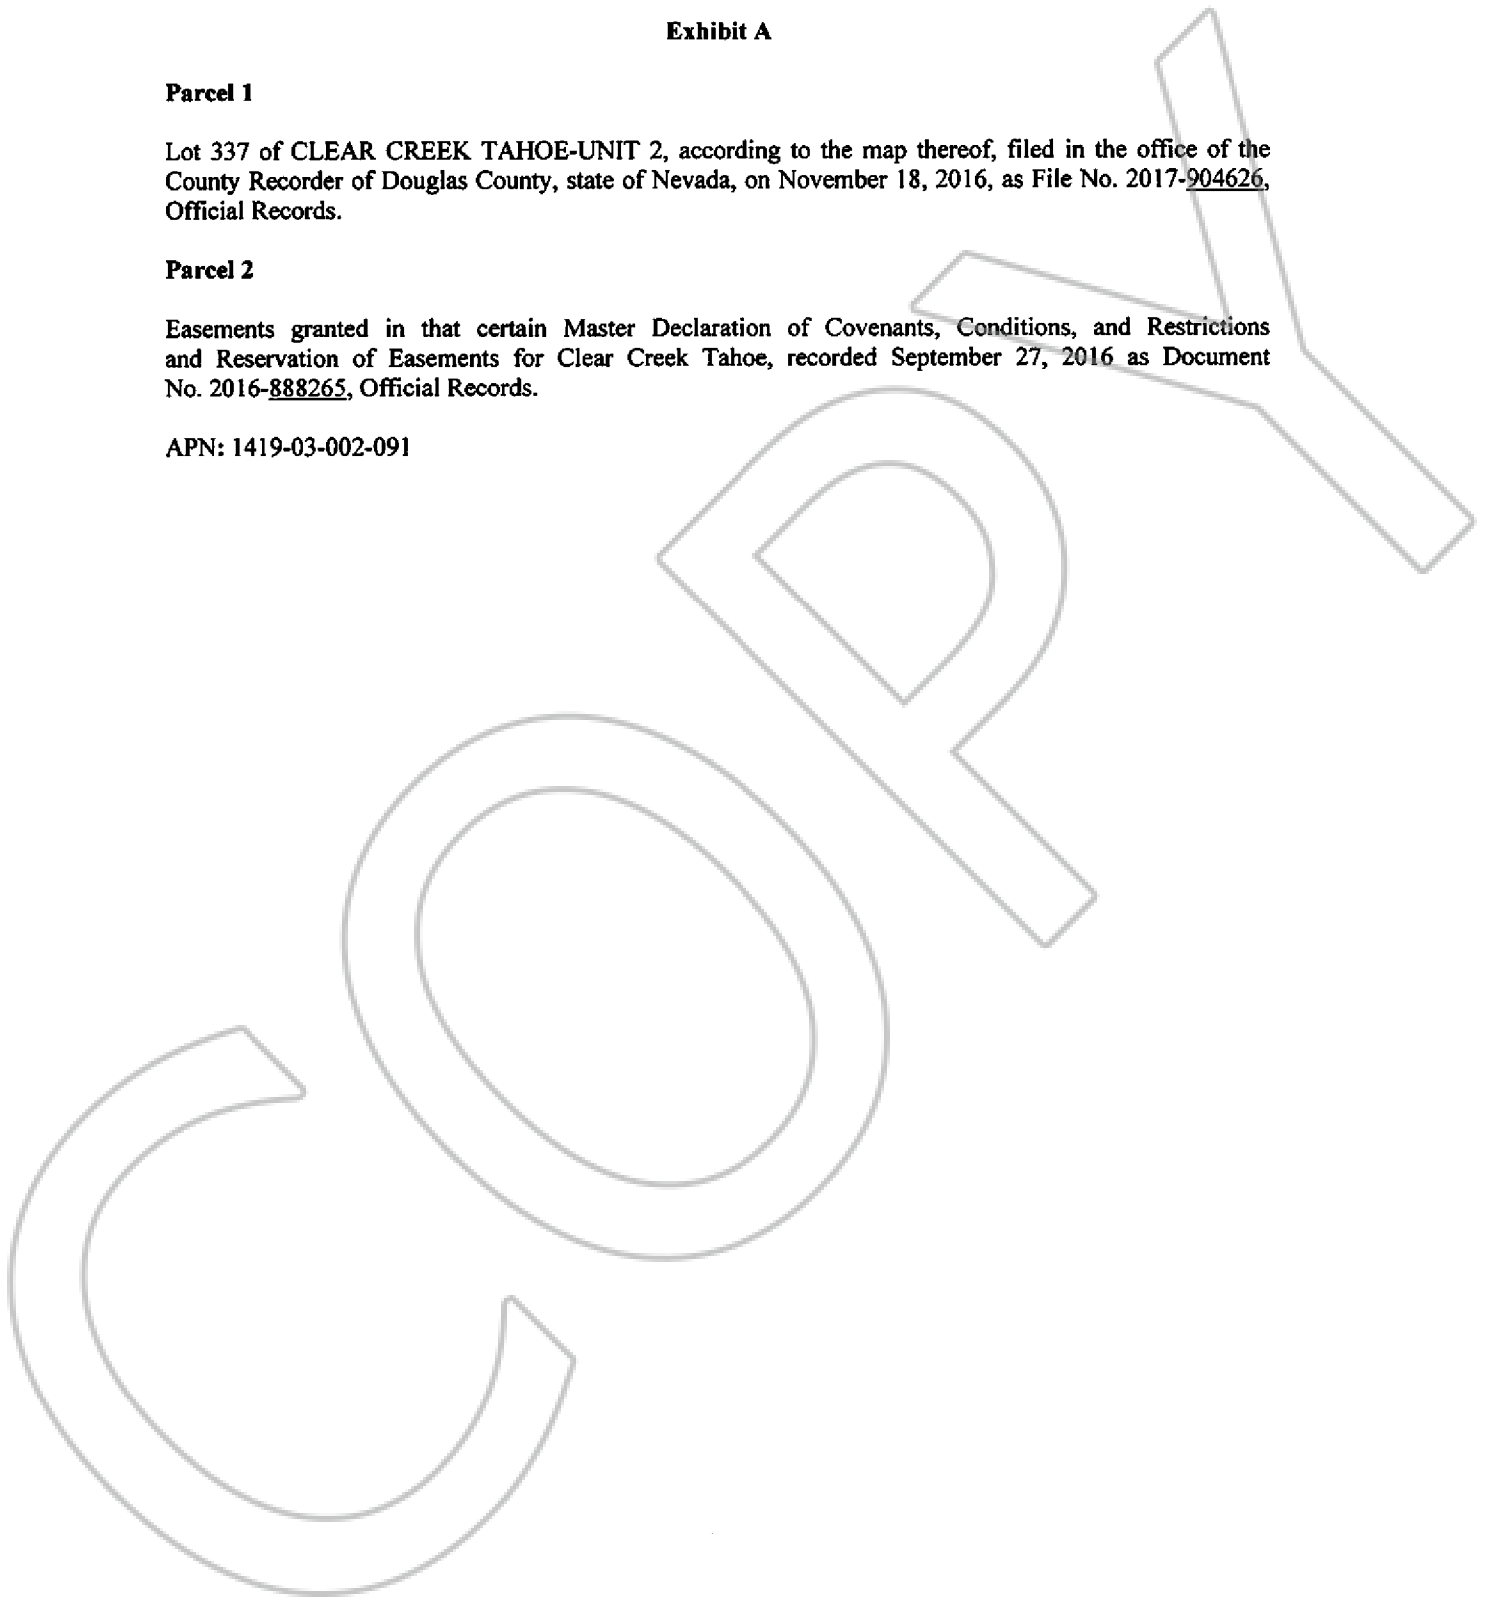 Exhibit A
Parcel 1
Lot 337 of CLEAR CREEK TAHOE-UNIT 2, according to the map thereof, filed in the office of the
County Recorder of Douglas County, state of Nevada, on November 18, 2016, as File No. 2017-904626,
Official Records.
Parcel 2
Easements granted in that certain Master Declaration of Covenants, Conditions, and Restrictions
and Reservation of Easements for Clear Creek Tahoe, recorded September 27, 2016 as Document
No. 2016-888265, Official Records.
APN: 1419-03-002-091
COPY